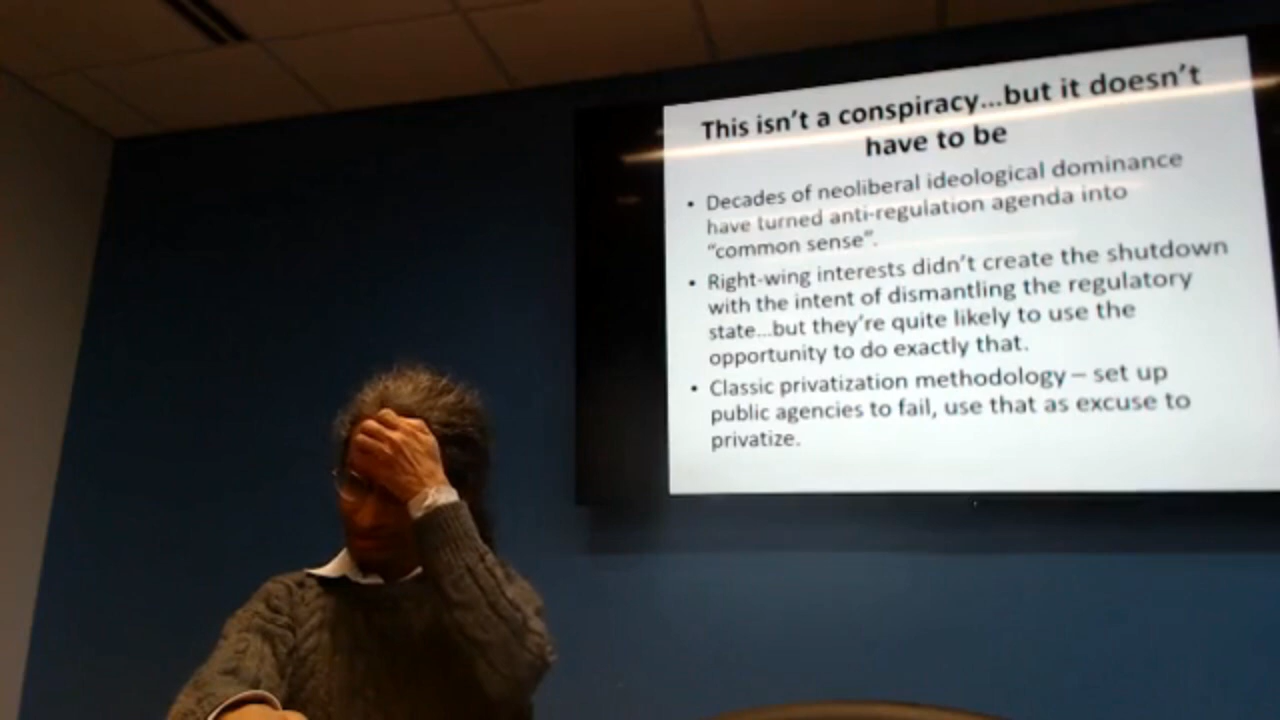 This isn't a conspiracy...but it doesn't
have to be
• Decades of neoliberal ideological dominance
have turned anti-regulation agenda into
"common sense".
• Right-wing interests didn't create the shutdown
with the intent of dismantling the regulatory
state...but they're quite likely to use the
opportunity to do exactly that.
• Classic privatization methodology – set up
public agencies to fail, use that as excuse to
privatize.